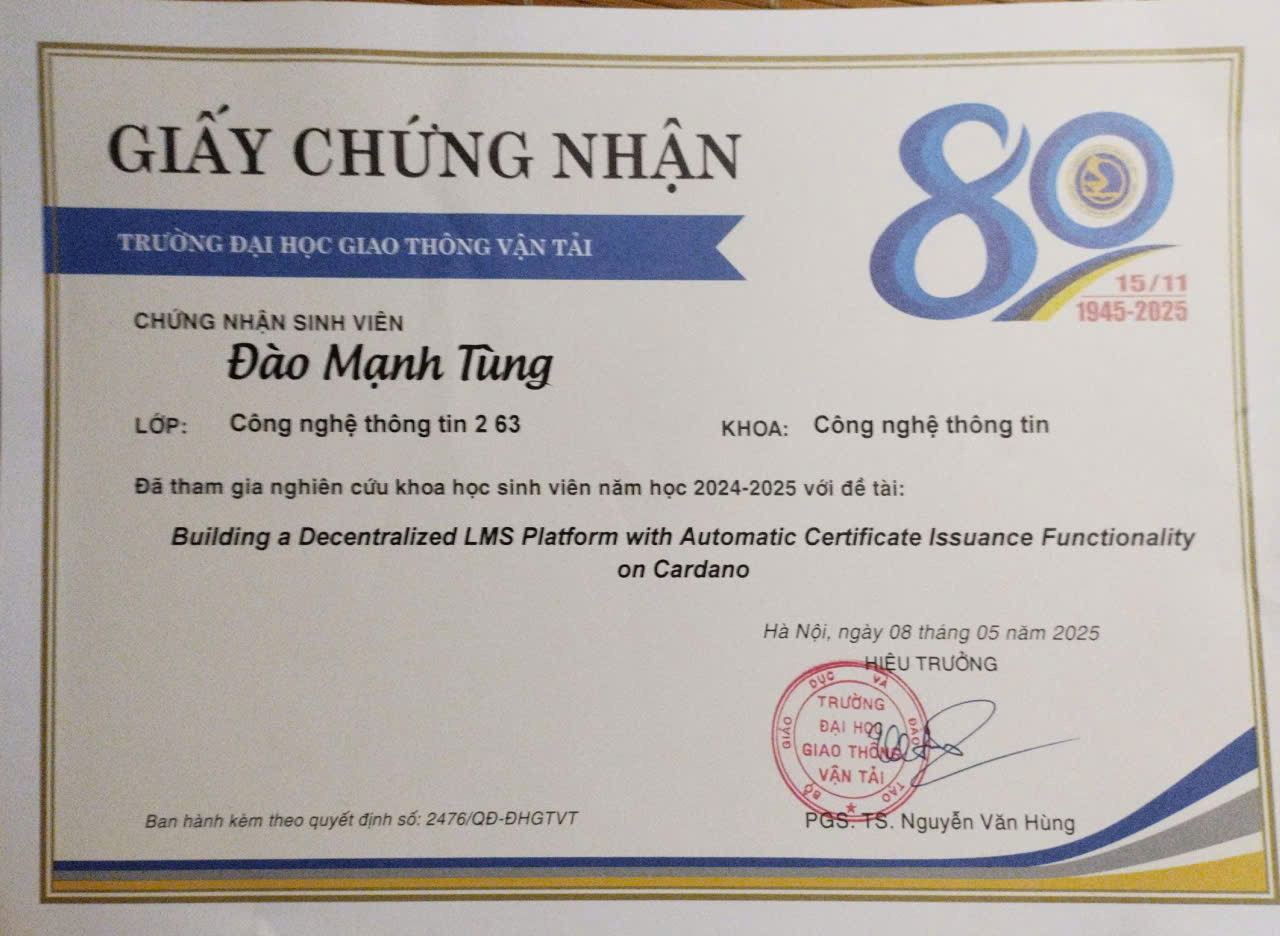 GIẤY CHỨNG NHẬN
80
TRƯỜNG ĐẠI HỌC GIAO THÔNG VẬN TẢI
15/11
1945-2025
CHỨNG NHẬN SINH VIÊN
Đào Mạnh Tùng
LỚP: Công nghệ thông tin 2 63 KHOA: Công nghệ thông tin
Đã tham gia nghiên cứu khoa học sinh viên năm học 2024-2025 với đề tài:
Building a Decentralized LMS Platform with Automatic Certificate Issuance Functionality
on Cardano
Hà Nội, ngày 08 tháng 05 năm 2025
HIỆU TRƯỞNG
BỘ GIÁO DỤC VÀ ĐÀO TẠO
TRƯỜNG
ĐẠI HỌC
GIAO THÔNG
VẬN TẢI
Ban hành kèm theo quyết định số: 2476/QĐ-ĐHGTVT
PGS. TS. Nguyễn Văn Hùng